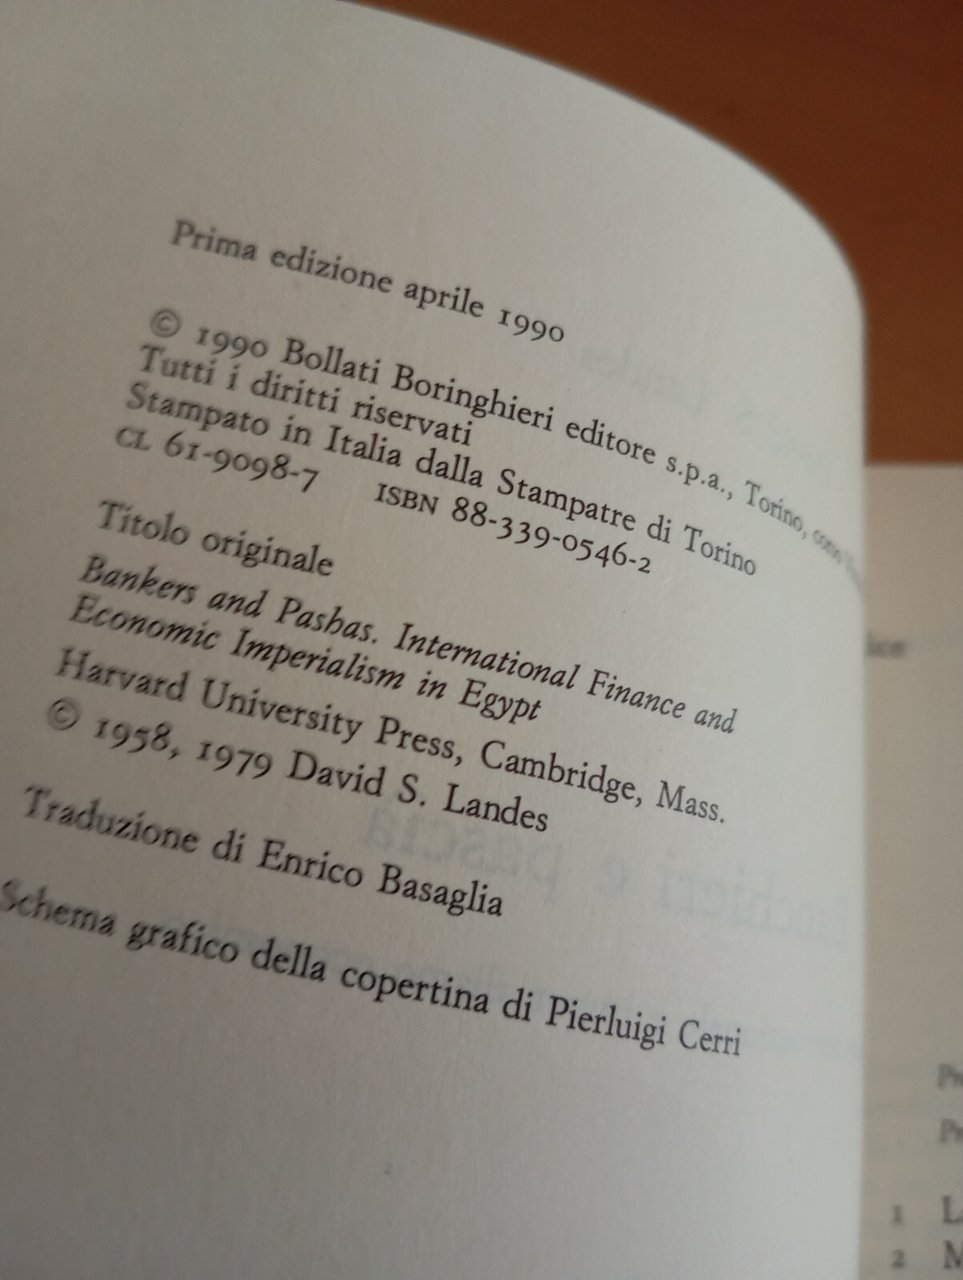 Prima edizione aprile 1990
© 1990 Bollati Boringhieri editore s.p.a., Torino, corso
Tutti i diritti riservati
Stampato in Italia dalla Stampatre di Torino
CL 61-9098-7 ISBN 88-339-0546-2
Titolo originale
Bankers and Pashas. International Finance and
Economic Imperialism in Egypt
Harvard University Press, Cambridge, Mass.
© 1958, 1979 David S. Landes
Traduzione di Enrico Basaglia
Schema grafico della copertina di Pierluigi Cerri
1
2